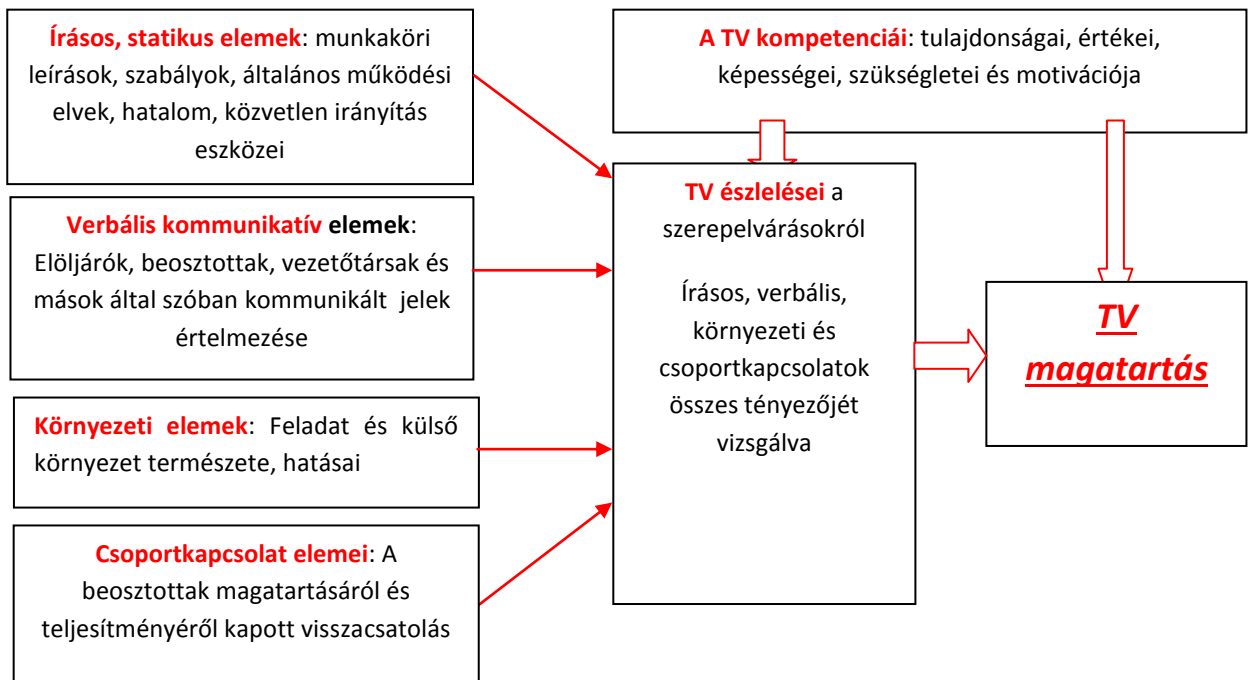 Írásos, statikus elemek: munkaköri
leírások, szabályok, általános működési
elvek, hatalom, közvetlen irányítás
eszközei
A TV kompetenciái: tulajdonságai, értékei,
képességei, szükségletei és motivációja
Verbális kommunikatív elemek:
Elöljárók, beosztottak, vezetőtársak és
mások által szóban kommunikált jelek
értelmezése
Környezeti elemek: Feladat és külső
környezet természete, hatásai
Csoportkapcsolat elemei: A
beosztottak magatartásáról és
teljesítményéről kapott visszacsatolás
TV észlelései a
szerepelvárásokról
Írásos, verbális,
környezeti és
csoportkapcsolatok
összes tényezőjét
vizsgálva
TV
magatartás